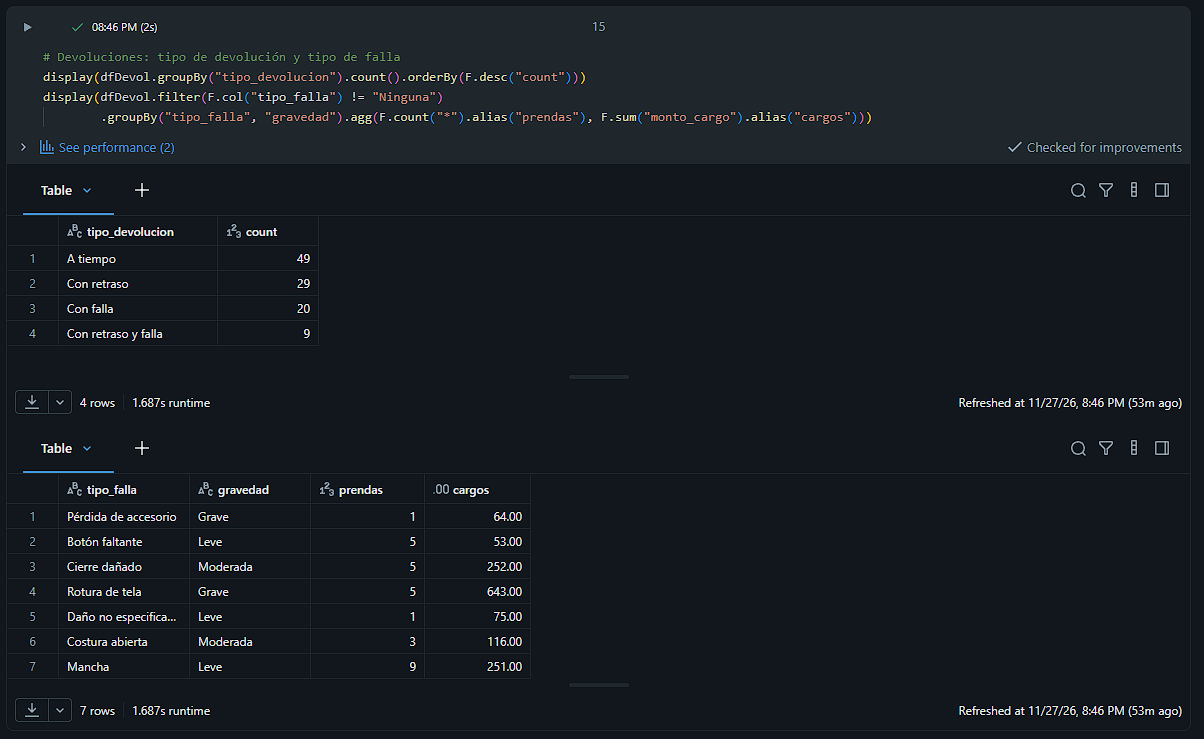 08:46 PM (2s)
15
# Devoluciones: tipo de devolución y tipo de falla
display(dfDevol.groupBy("tipo_devolucion").count().orderBy(F.desc("count")))
display(dfDevol.filter(F.col("tipo_falla") != "Ninguna")
.groupBy("tipo_falla", "gravedad").agg(F.count("*").alias("prendas"), F.sum("monto_cargo").alias("cargos")))
See performance (2)
Checked for improvements
Table
tipo_devolucion count
1 A tiempo 49
2 Con retraso 29
3 Con falla 20
4 Con retraso y falla 9
4 rows 1.687s runtime
Refreshed at 11/27/26, 8:46 PM (53m ago)
Table
tipo_falla gravedad prendas .00 cargos
1 Pérdida de accesorio Grave 1 64.00
2 Botón faltante Leve 5 53.00
3 Cierre dañado Moderada 5 252.00
4 Rotura de tela Grave 5 643.00
5 Daño no especifica... Leve 1 75.00
6 Costura abierta Moderada 3 116.00
7 Mancha Leve 9 251.00
7 rows 1.687s runtime
Refreshed at 11/27/26, 8:46 PM (53m ago)